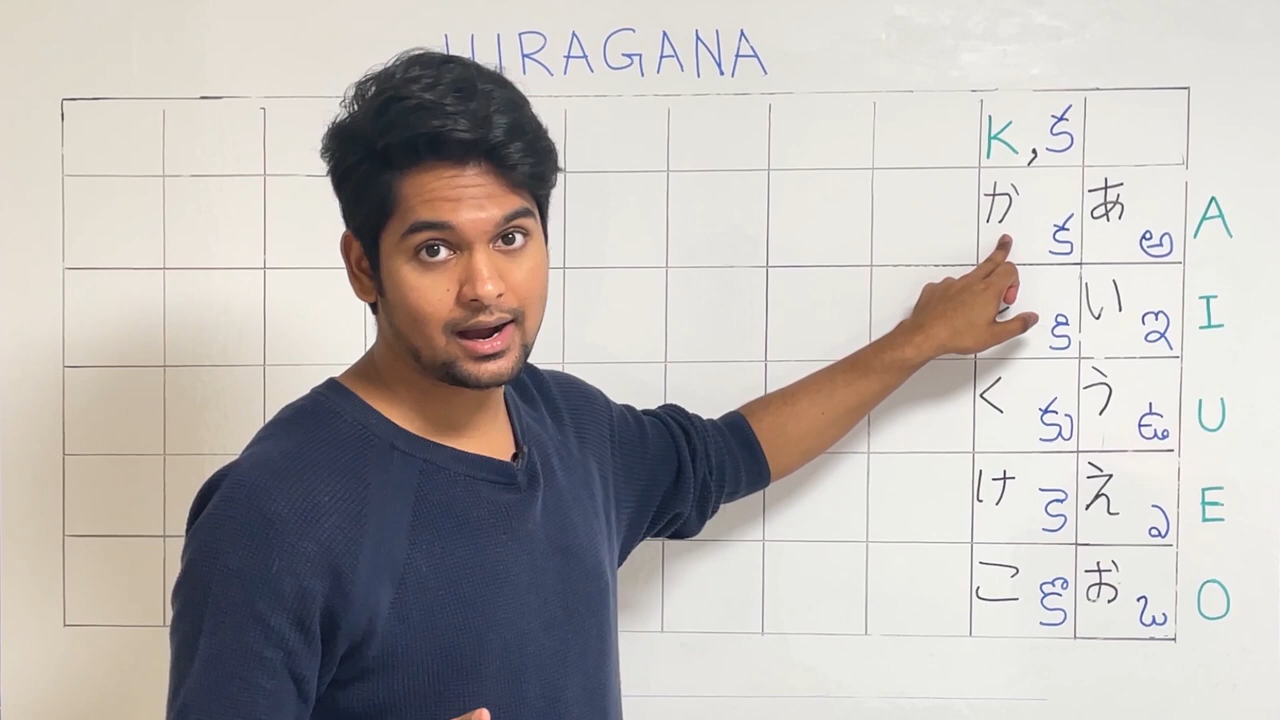 HIRAGANA
K, క
か క あ అ A
కి い ఇ I
く కు う ఉ U
け కె え ఎ E
こ కొ お ఒ O